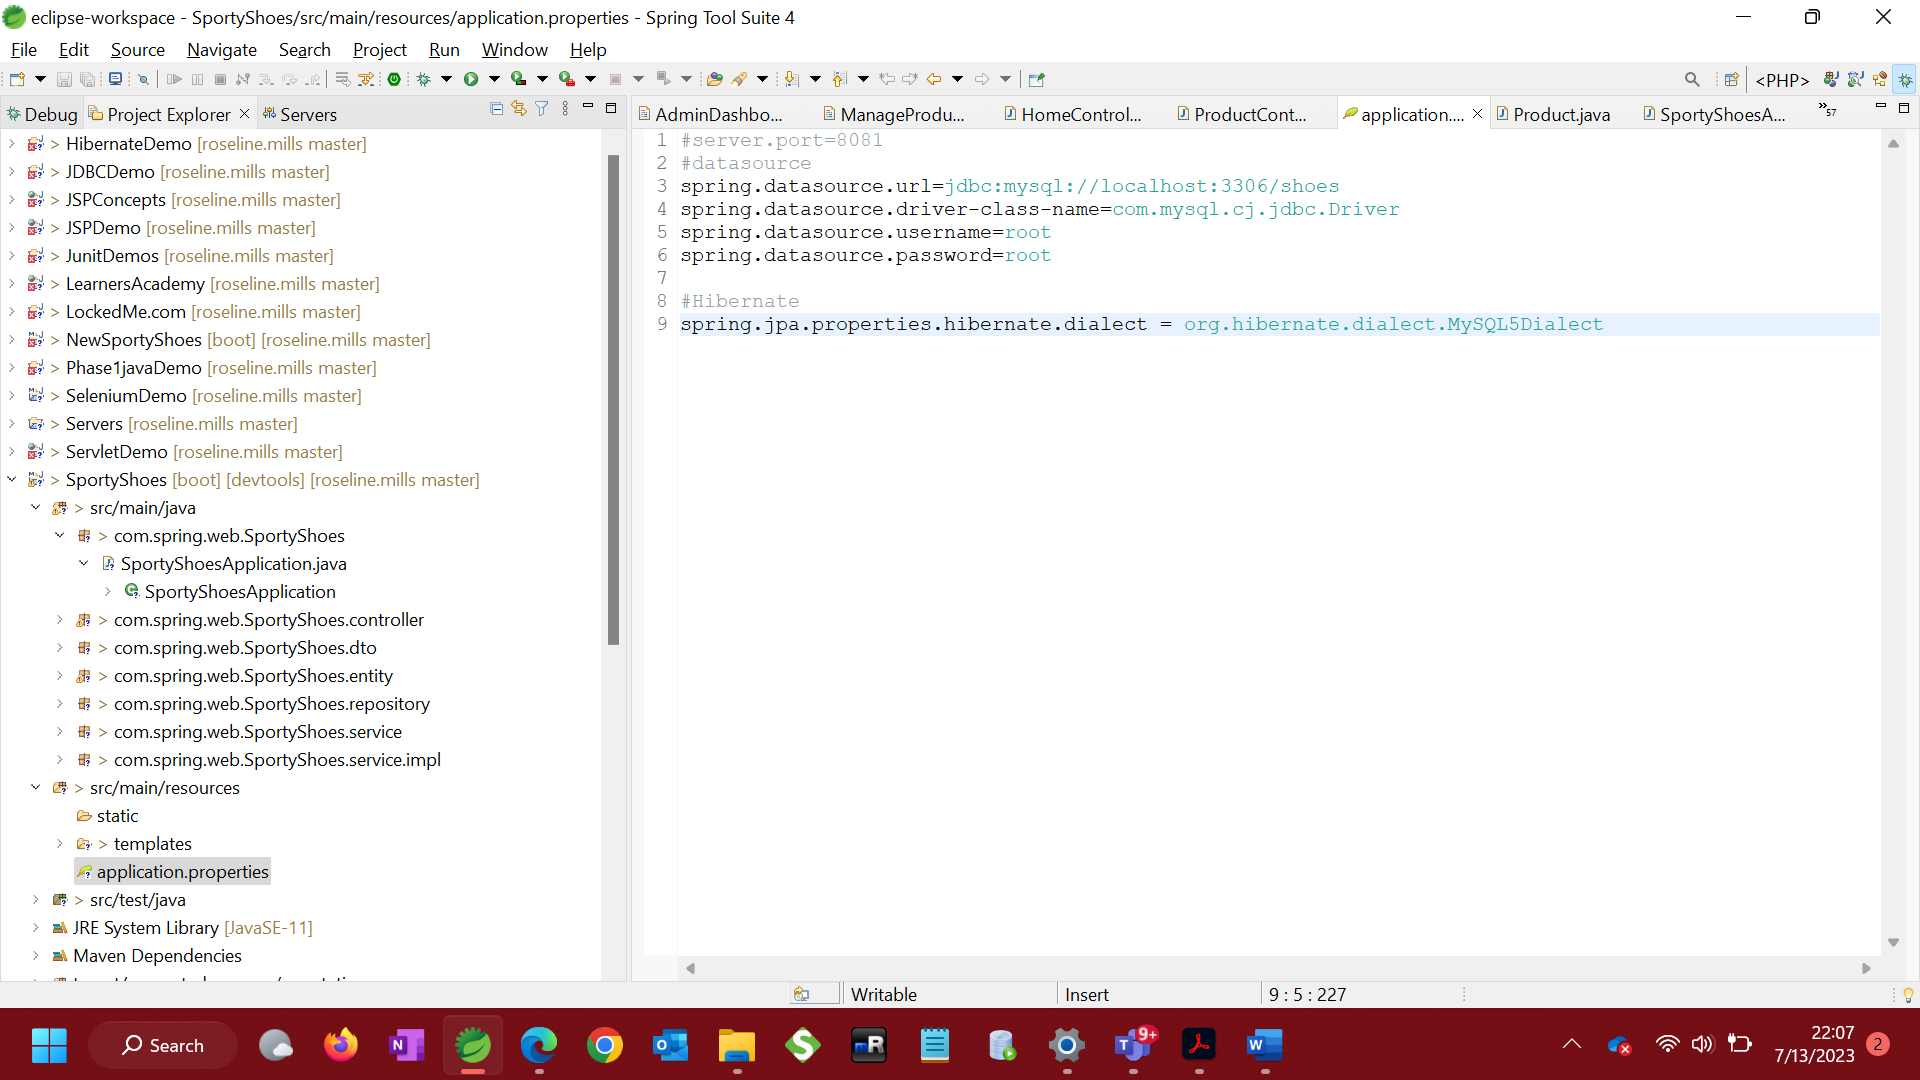 eclipse-workspace - SportyShoes/src/main/resources/application.properties - Spring Tool Suite 4
File Edit Source Navigate Search Project Run Window Help
<PHP>
Debug Project Explorer Servers
AdminDashbo... ManageProdu... HomeControl... ProductCont... application.... Product.java SportyShoesA... »57
> HibernateDemo [roseline.mills master]
> JDBCDemo [roseline.mills master]
> JSPConcepts [roseline.mills master]
> JSPDemo [roseline.mills master]
> JunitDemos [roseline.mills master]
> LearnersAcademy [roseline.mills master]
> LockedMe.com [roseline.mills master]
> NewSportyShoes [boot] [roseline.mills master]
> Phase1javaDemo [roseline.mills master]
> SeleniumDemo [roseline.mills master]
> Servers [roseline.mills master]
> ServletDemo [roseline.mills master]
> SportyShoes [boot] [devtools] [roseline.mills master]
> src/main/java
> com.spring.web.SportyShoes
SportyShoesApplication.java
SportyShoesApplication
> com.spring.web.SportyShoes.controller
> com.spring.web.SportyShoes.dto
> com.spring.web.SportyShoes.entity
> com.spring.web.SportyShoes.repository
> com.spring.web.SportyShoes.service
> com.spring.web.SportyShoes.service.impl
> src/main/resources
static
> templates
application.properties
> src/test/java
JRE System Library [JavaSE-11]
Maven Dependencies
1 #server.port=8081
2 #datasource
3 spring.datasource.url=jdbc:mysql://localhost:3306/shoes
4 spring.datasource.driver-class-name=com.mysql.cj.jdbc.Driver
5 spring.datasource.username=root
6 spring.datasource.password=root
7
8 #Hibernate
9 spring.jpa.properties.hibernate.dialect = org.hibernate.dialect.MySQL5Dialect
Writable Insert 9 : 5 : 227
Search
9+
22:07
7/13/2023
2